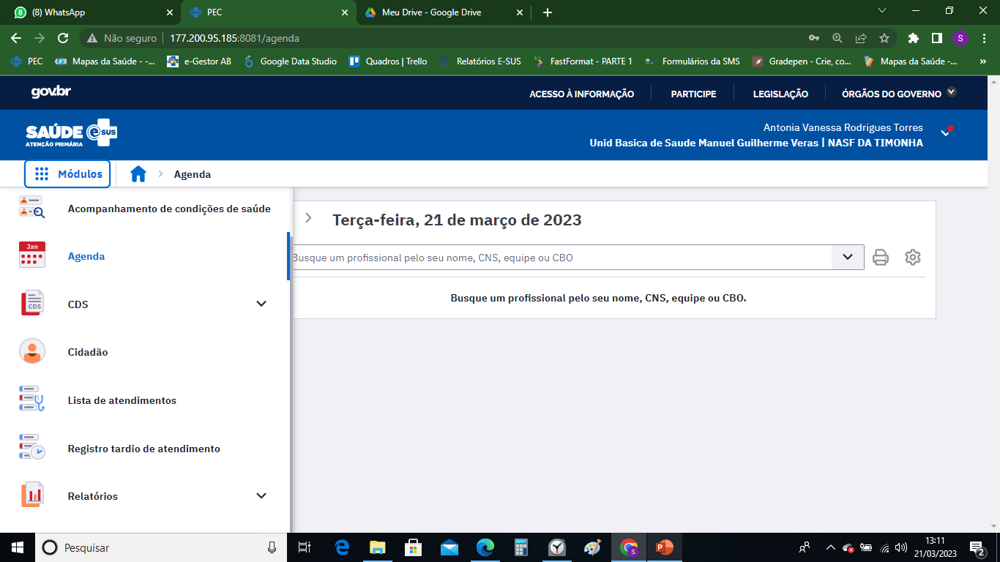 (8) WhatsApp
PEC
Meu Drive - Google Drive
Não seguro
177.200.95.185:8081/agenda
S
PEC
Mapas da Saúde - -...
e-Gestor AB
Google Data Studio
Quadros | Trello
Relatórios E-SUS
FastFormat - PARTE 1
Formulários da SMS
Gradepen - Crie, co...
Mapas da Saúde -...
»
gov.br
ACESSO À INFORMAÇÃO
PARTICIPE
LEGISLAÇÃO
ÓRGÃOS DO GOVERNO
SAÚDE
ATENÇÃO PRIMÁRIA
e SUS
Antonia Vanessa Rodrigues Torres
Unid Basica de Saude Manuel Guilherme Veras | NASF DA TIMONHA
Módulos
Agenda
Acompanhamento de condições de saúde
Jan
Agenda
CDS
CDS
Cidadão
Lista de atendimentos
Registro tardio de atendimento
Relatórios
Terça-feira, 21 de março de 2023
Busque um profissional pelo seu nome, CNS, equipe ou CBO
Busque um profissional pelo seu nome, CNS, equipe ou CBO.
Pesquisar
13:11
21/03/2023
2